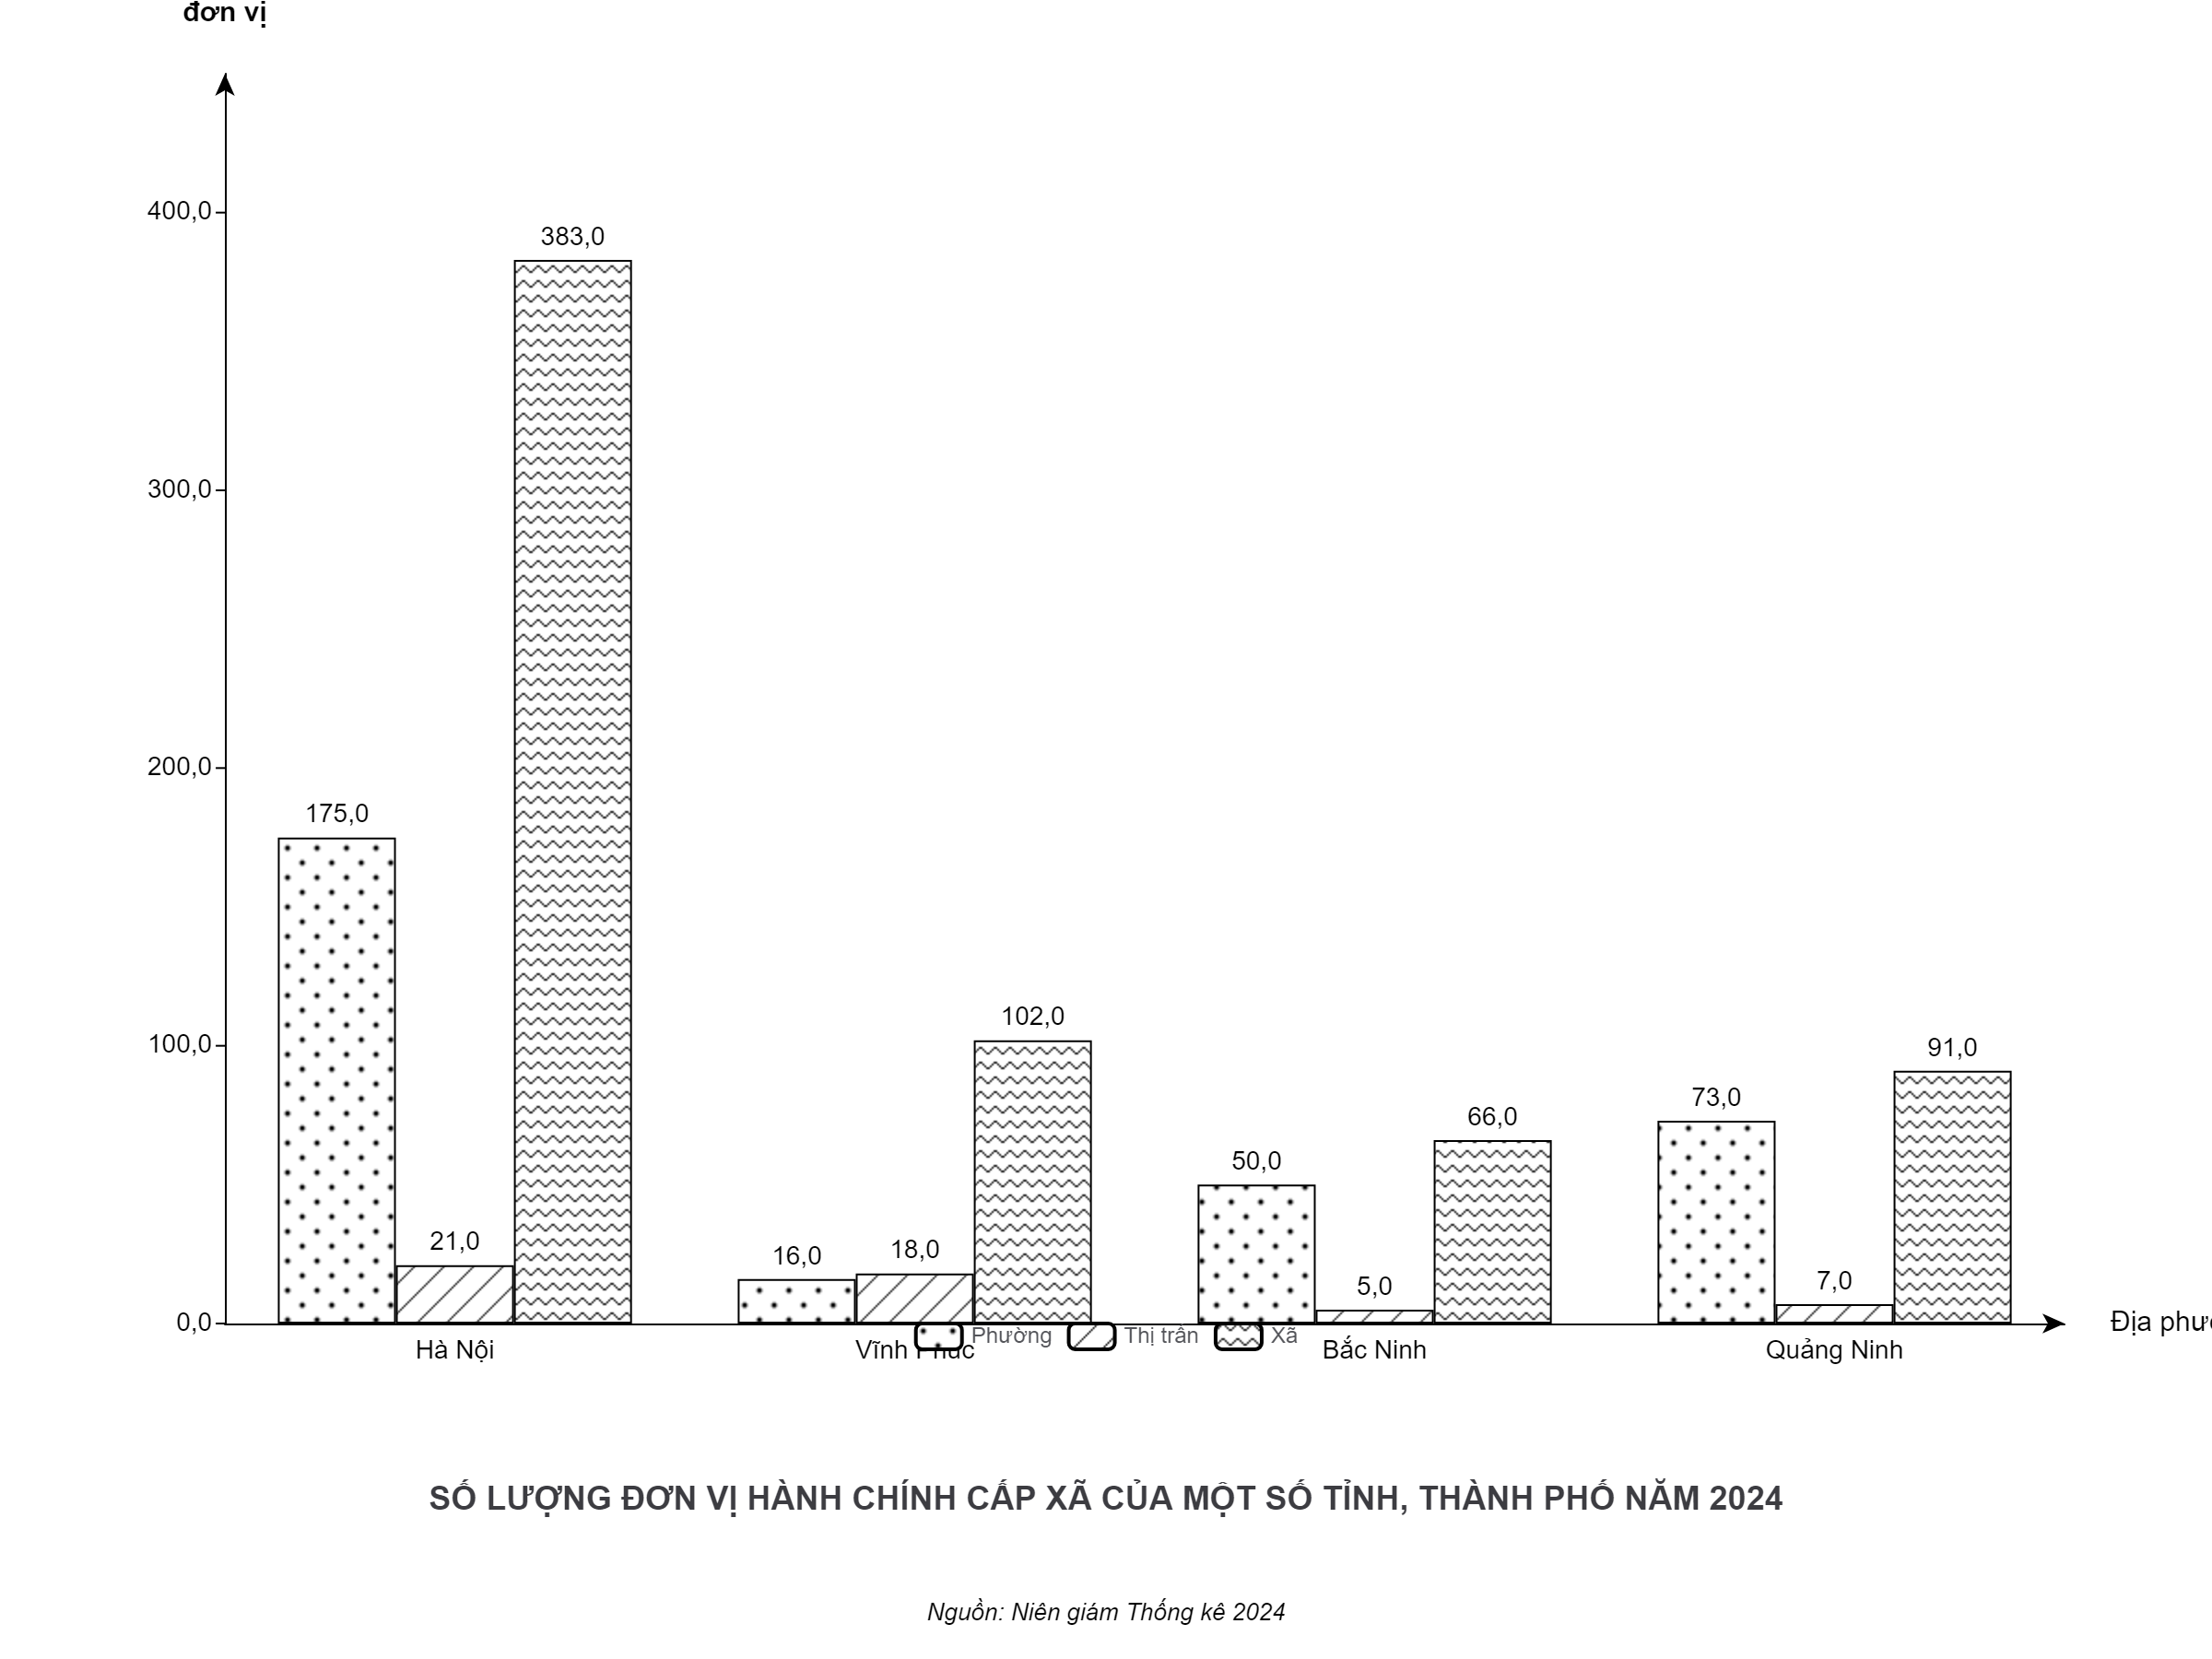 đơn vị
400,0
383,0
300,0
200,0
175,0
102,0
100,0
91,0
73,0
66,0
50,0
21,0
16,0
18,0
5,0
7,0
0,0
Địa
Phường Thị trân Xã
Hà Nội Vĩnh Bắc Ninh Quảng Ninh
SỐ LƯỢNG ĐƠN VỊ HÀNH CHÍNH CẤP XÃ CỦA MỘT SỐ TỈNH, THÀNH PHỐ NĂM 2024
Nguồn: Niên giám Thống kê 2024